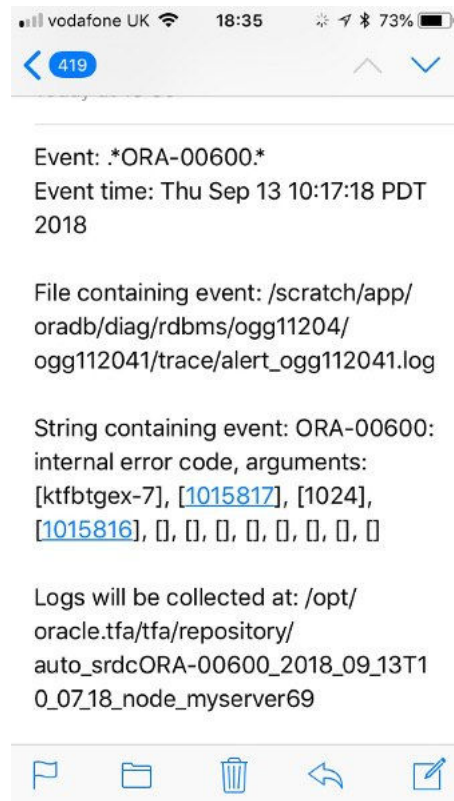 vodafone UK 18:35 73%
419
Event: .*ORA-00600.*
Event time: Thu Sep 13 10:17:18 PDT
2018
File containing event: /scratch/app/
oradb/diag/rdbms/ogg11204/
ogg112041/trace/alert_ogg112041.log
String containing event: ORA-00600:
internal error code, arguments:
[ktfbtgex-7], [1015817], [1024],
[1015816], [], [], [], [], [], [], [], []
Logs will be collected at: /opt/
oracle.tfa/tfa/repository/
auto_srdcORA-00600_2018_09_13T1
0_07_18_node_myserver69